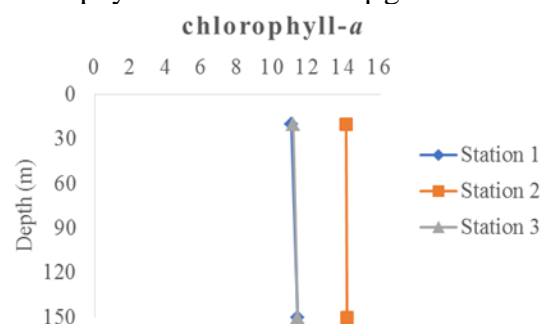 chlorophyll-a
0 2 4 6 8 10 12 14 16
0
30
60
90
120
150
Depth (m)
Station 1
Station 2
Station 3